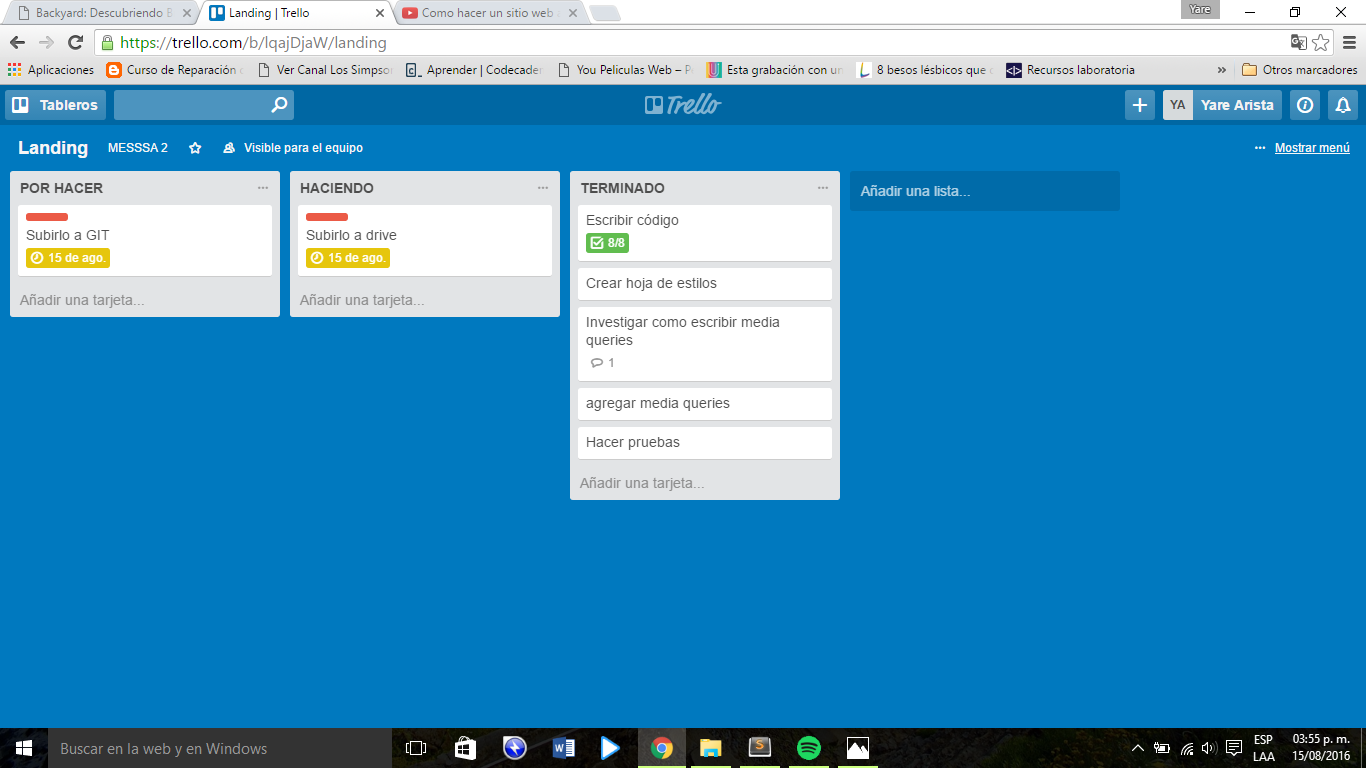 Backyard: Descubriendo B
Landing | Trello
Como hacer un sitio web
Yare
https://trello.com/b/lqajDjaW/landing
Aplicaciones
Curso de Reparación
Ver Canal Los Simpso
Aprender | Codecade
You Peliculas Web – P
Esta grabación con un
8 besos lésbicos que
Recursos laboratoria
»
Otros marcadores
Tableros
Trello
YA
Yare Arista
Landing
MESSSA 2
Visible para el equipo
Mostrar menú
POR HACER
Subirlo a GIT
15 de ago.
Añadir una tarjeta...
HACIENDO
Subirlo a drive
15 de ago.
Añadir una tarjeta...
TERMINADO
Escribir código
8/8
Crear hoja de estilos
Investigar como escribir media
queries
1
agregar media queries
Hacer pruebas
Añadir una tarjeta...
Añadir una lista...
Buscar en la web y en Windows
ESP
LAA
03:55 p. m.
15/08/2016